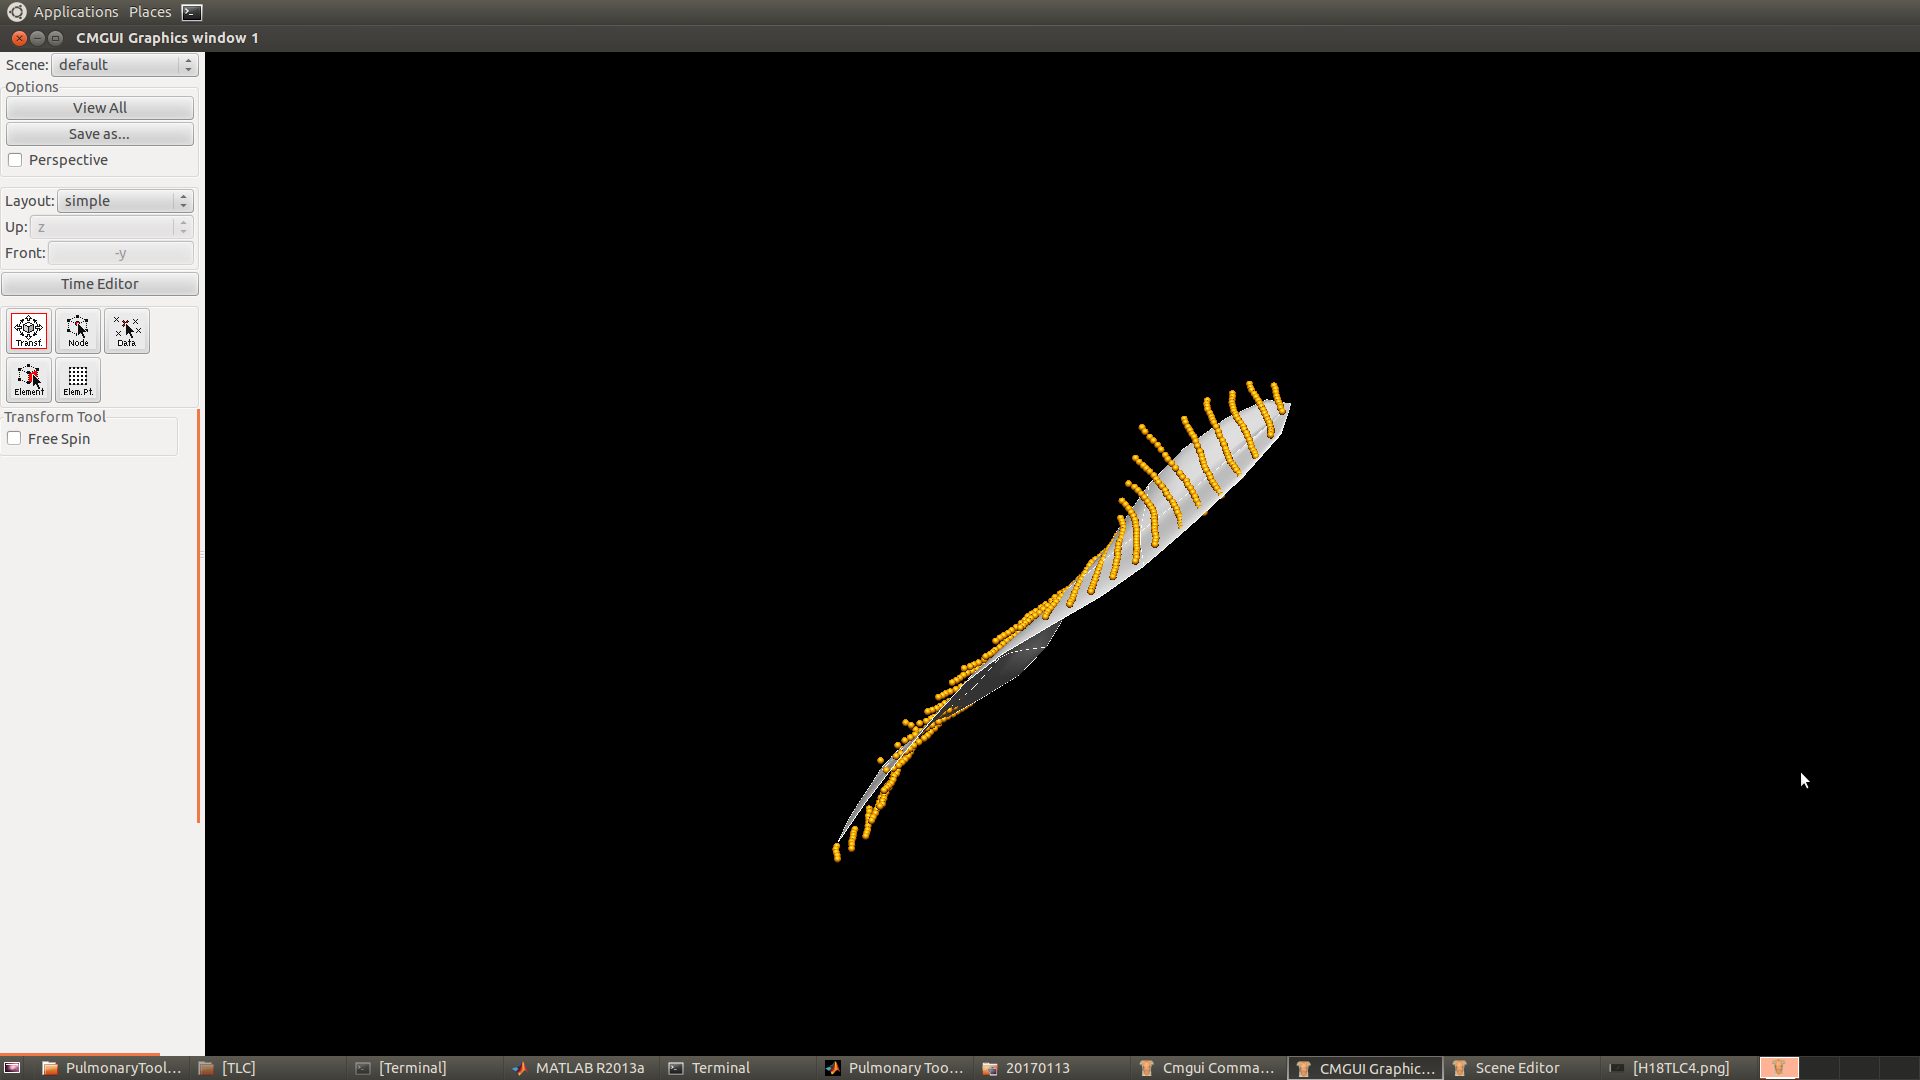 Applications Places
CMGUI Graphics window 1
Scene: default
Options
View All
Save as...
Perspective
Layout: simple
Up: z
Front: -y
Time Editor
Transf. Node Data
Element Elem.Pt.
Transform Tool
Free Spin
PulmonaryTool... [TLC] [Terminal] MATLAB R2013a Terminal Pulmonary Too... 20170113 Cmgui Comma... CMGUI Graphic... Scene Editor [H18TLC4.png]